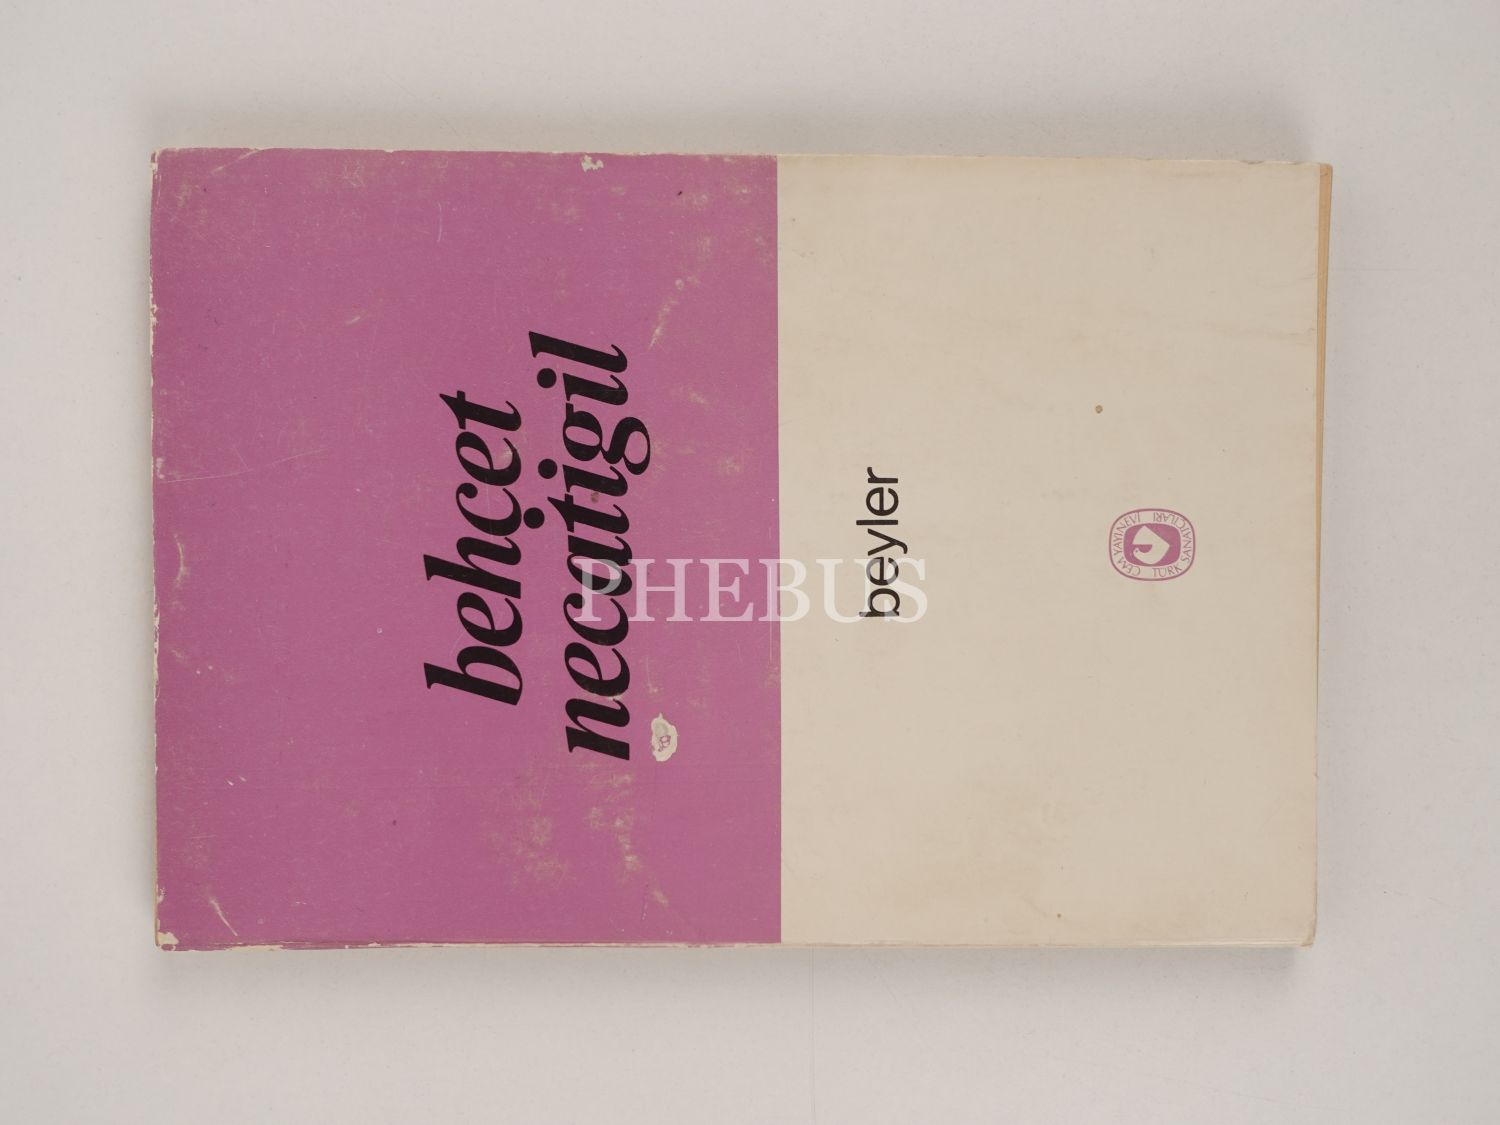 behçet
necatigil
beyler
CEM YAYINEVİ
TÜRK SANATÇILARI
PHEBUS